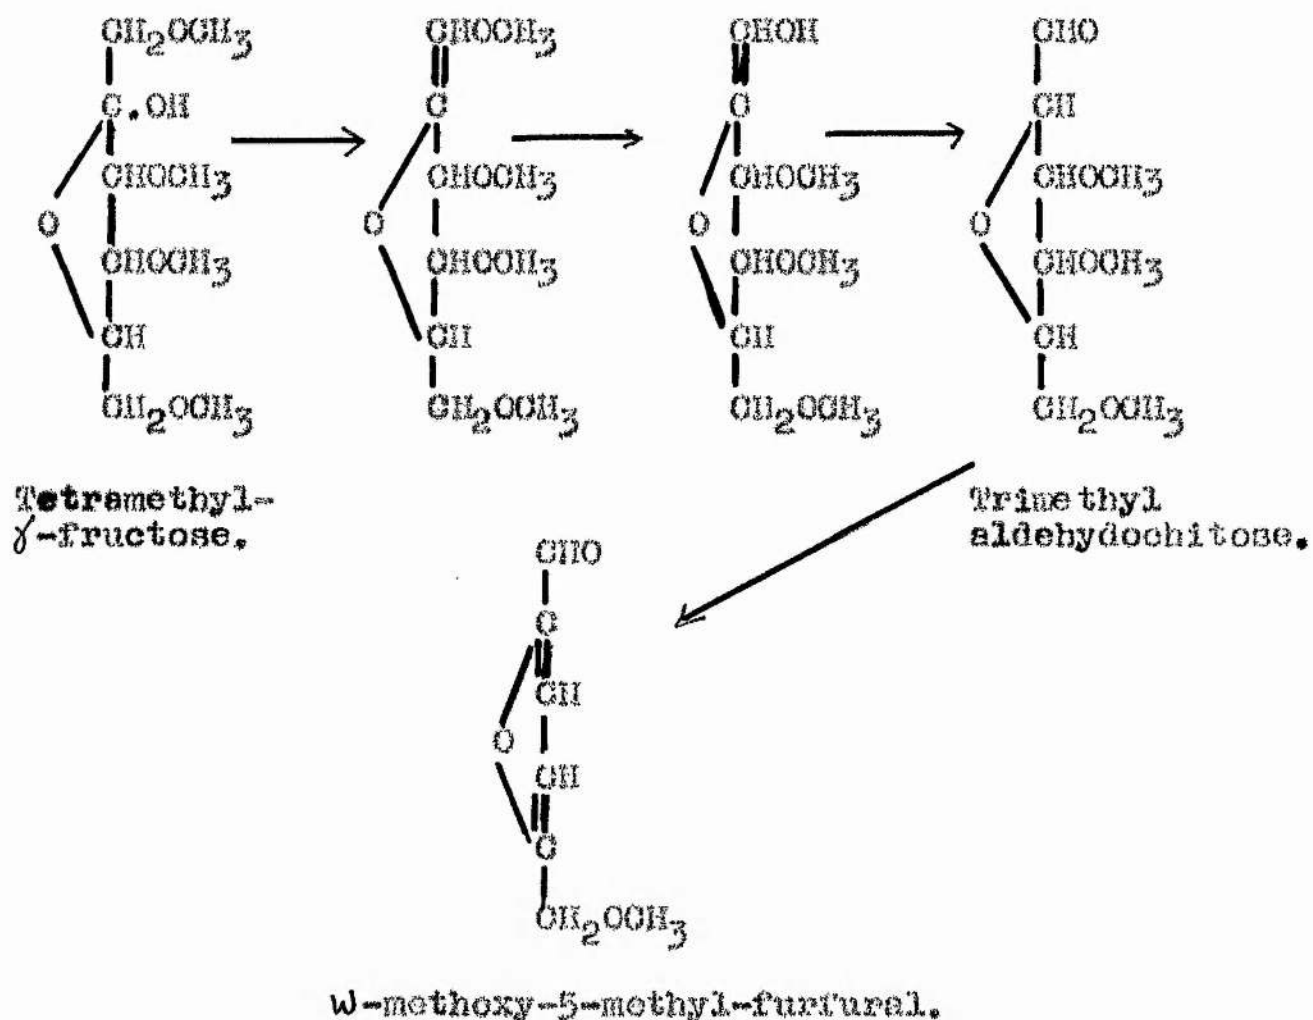 CH2OCH3 CHOCH3 CHOH CHO
C.OH C C CH
CHOCH3 CHOCH3 CHOCH3 CHOCH3
O O O O
CHOCH3 CHOCH3 CHOCH3 CHOCH3
CH CH CH CH
CH2OCH3 CH2OCH3 CH2OCH3 CH2OCH3
Tetramethyl-
γ-fructose.
Trimethyl
aldehydochitose.
CHO
C
CH
O
CH
C
CH2OCH3
ω-methoxy-5-methyl-furfural.